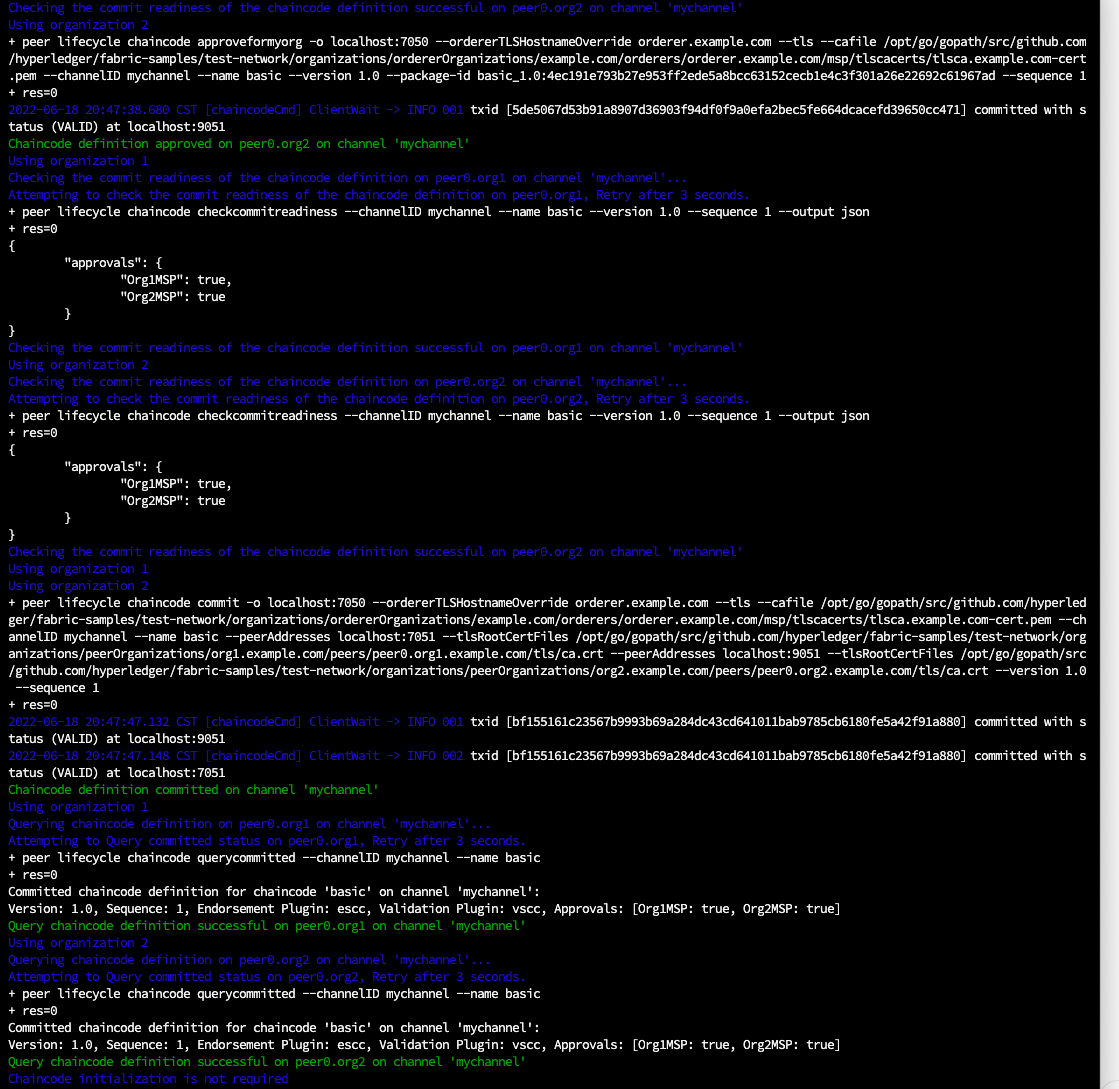 Checking the commit readiness of the chaincode definition successful on peer0.org2 on channel 'mychannel'
Using organization 2
+ peer lifecycle chaincode approveformyorg -o localhost:7050 --ordererTLSHostnameOverride orderer.example.com --tls --cafile /opt/go/gopath/src/github.com
/hyperledger/fabric-samples/test-network/organizations/ordererOrganizations/example.com/orderers/orderer.example.com/msp/tlscacerts/tlsca.example.com-cert
.pem --channelID mychannel --name basic --version 1.0 --package-id basic_1.0:4ec191e793b27e953ff2ede5a8bcc63152cecb1e4c3f301a26e22692c61967ad --sequence 1
+ res=0
2022-06-18 20:47:38.680 CST [chaincodeCmd] ClientWait -> INFO 001 txid [5de5067d53b91a8907d36903f94df0f9a0efa2bec5fe664dcacefd39650cc471] committed with s
tatus (VALID) at localhost:9051
Chaincode definition approved on peer0.org2 on channel 'mychannel'
Using organization 1
Checking the commit readiness of the chaincode definition on peer0.org1 on channel 'mychannel'...
Attempting to check the commit readiness of the chaincode definition on peer0.org1, Retry after 3 seconds.
+ peer lifecycle chaincode checkcommitreadiness --channelID mychannel --name basic --version 1.0 --sequence 1 --output json
+ res=0
{
"approvals": {
"Org1MSP": true,
"Org2MSP": true
}
}
Checking the commit readiness of the chaincode definition successful on peer0.org1 on channel 'mychannel'
Using organization 2
Checking the commit readiness of the chaincode definition on peer0.org2 on channel 'mychannel'...
Attempting to check the commit readiness of the chaincode definition on peer0.org2, Retry after 3 seconds.
+ peer lifecycle chaincode checkcommitreadiness --channelID mychannel --name basic --version 1.0 --sequence 1 --output json
+ res=0
{
"approvals": {
"Org1MSP": true,
"Org2MSP": true
}
}
Checking the commit readiness of the chaincode definition successful on peer0.org2 on channel 'mychannel'
Using organization 1
Using organization 2
+ peer lifecycle chaincode commit -o localhost:7050 --ordererTLSHostnameOverride orderer.example.com --tls --cafile /opt/go/gopath/src/github.com/hyperled
ger/fabric-samples/test-network/organizations/ordererOrganizations/example.com/orderers/orderer.example.com/msp/tlscacerts/tlsca.example.com-cert.pem --ch
annelID mychannel --name basic --peerAddresses localhost:7051 --tlsRootCertFiles /opt/go/gopath/src/github.com/hyperledger/fabric-samples/test-network/org
anizations/peerOrganizations/org1.example.com/peers/peer0.org1.example.com/tls/ca.crt --peerAddresses localhost:9051 --tlsRootCertFiles /opt/go/gopath/src
/github.com/hyperledger/fabric-samples/test-network/organizations/peerOrganizations/org2.example.com/peers/peer0.org2.example.com/tls/ca.crt --version 1.0
--sequence 1
+ res=0
2022-06-18 20:47:47.132 CST [chaincodeCmd] ClientWait -> INFO 001 txid [bf155161c23567b9993b69a284dc43cd641011bab9785cb6180fe5a42f91a880] committed with s
tatus (VALID) at localhost:9051
2022-06-18 20:47:47.148 CST [chaincodeCmd] ClientWait -> INFO 002 txid [bf155161c23567b9993b69a284dc43cd641011bab9785cb6180fe5a42f91a880] committed with s
tatus (VALID) at localhost:7051
Chaincode definition committed on channel 'mychannel'
Using organization 1
Querying chaincode definition on peer0.org1 on channel 'mychannel'...
Attempting to Query committed status on peer0.org1, Retry after 3 seconds.
+ peer lifecycle chaincode querycommitted --channelID mychannel --name basic
+ res=0
Committed chaincode definition for chaincode 'basic' on channel 'mychannel':
Version: 1.0, Sequence: 1, Endorsement Plugin: escc, Validation Plugin: vscc, Approvals: [Org1MSP: true, Org2MSP: true]
Query chaincode definition successful on peer0.org1 on channel 'mychannel'
Using organization 2
Querying chaincode definition on peer0.org2 on channel 'mychannel'...
Attempting to Query committed status on peer0.org2, Retry after 3 seconds.
+ peer lifecycle chaincode querycommitted --channelID mychannel --name basic
+ res=0
Committed chaincode definition for chaincode 'basic' on channel 'mychannel':
Version: 1.0, Sequence: 1, Endorsement Plugin: escc, Validation Plugin: vscc, Approvals: [Org1MSP: true, Org2MSP: true]
Query chaincode definition successful on peer0.org2 on channel 'mychannel'
Chaincode initialization is not required